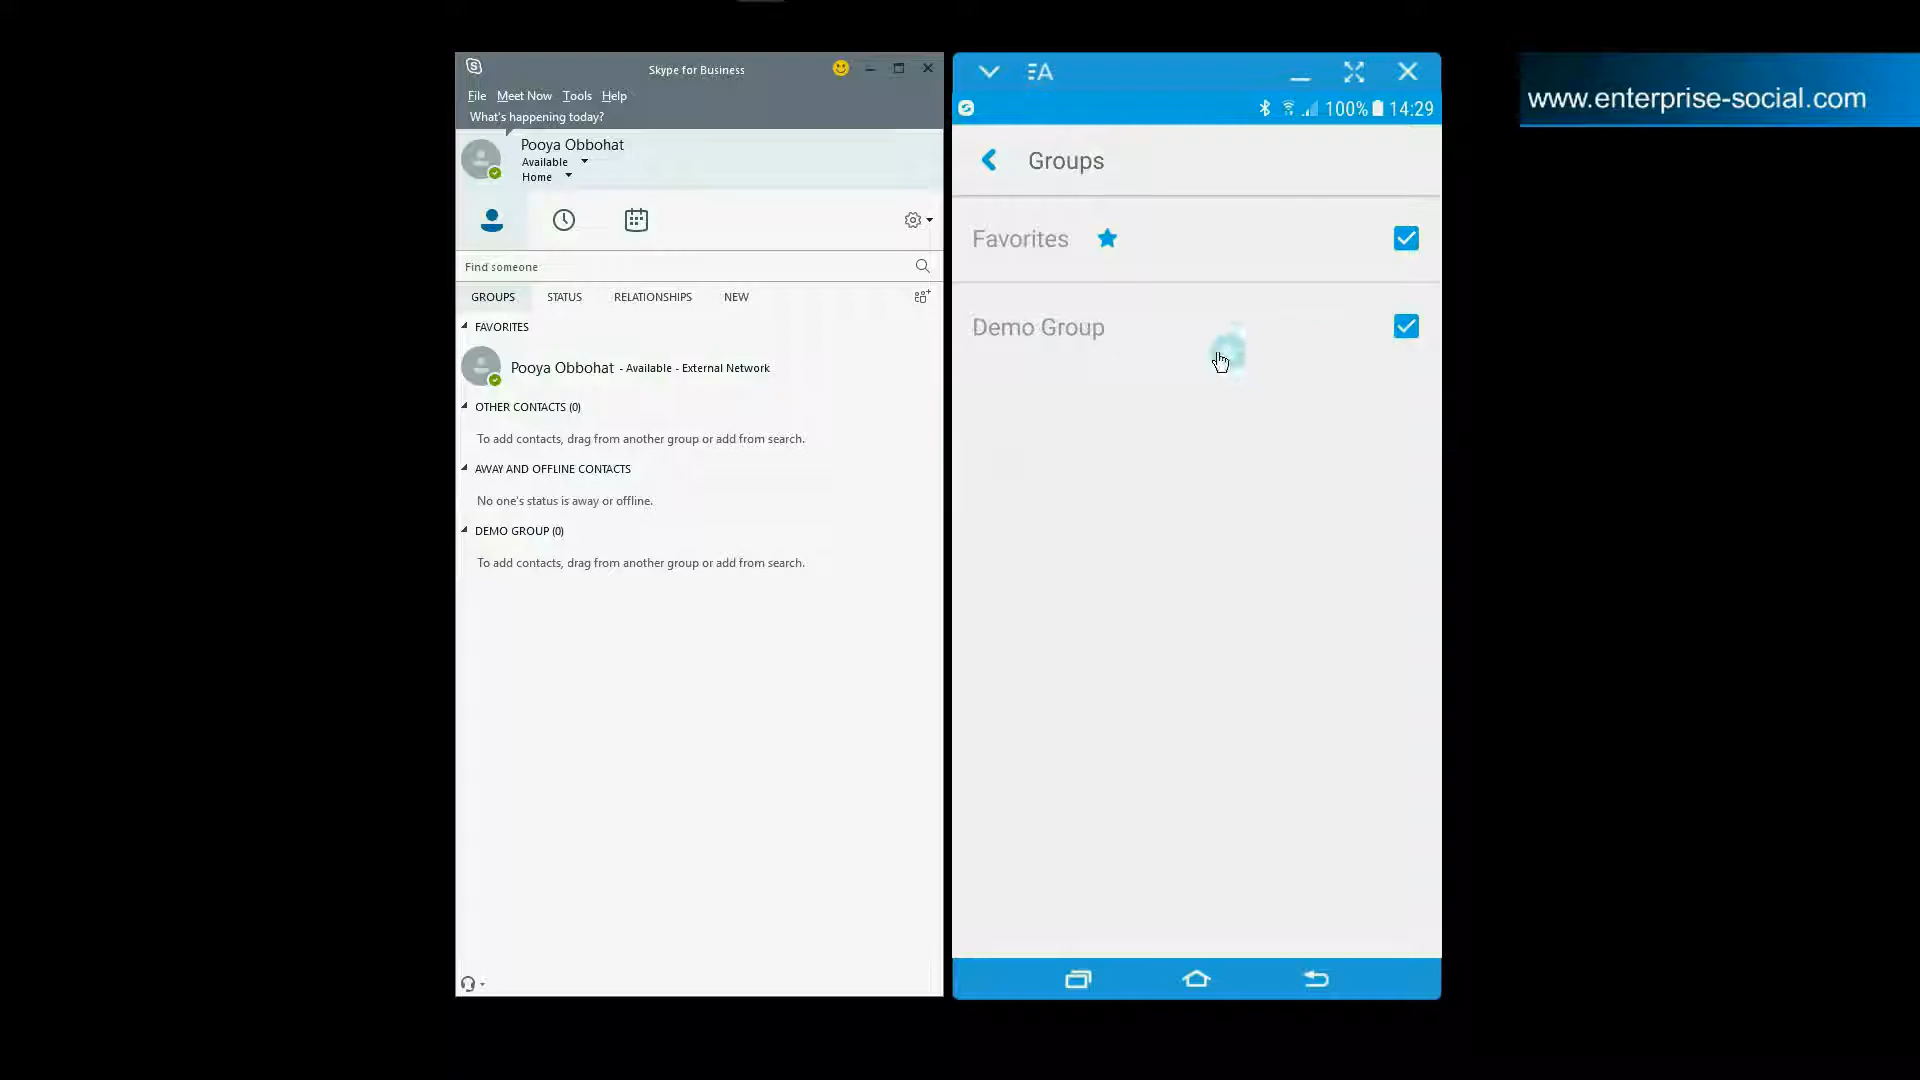 Skype for Business
File Meet Now Tools Help
What's happening today?
Pooya Obbohat
Available
Home
Find someone
GROUPS STATUS RELATIONSHIPS NEW
FAVORITES
Pooya Obbohat - Available - External Network
OTHER CONTACTS (0)
To add contacts, drag from another group or add from search.
AWAY AND OFFLINE CONTACTS
No one's status is away or offline.
DEMO GROUP (0)
To add contacts, drag from another group or add from search.
A
100% 14:29
Groups
Favorites
Demo Group
www.enterprise-social.com